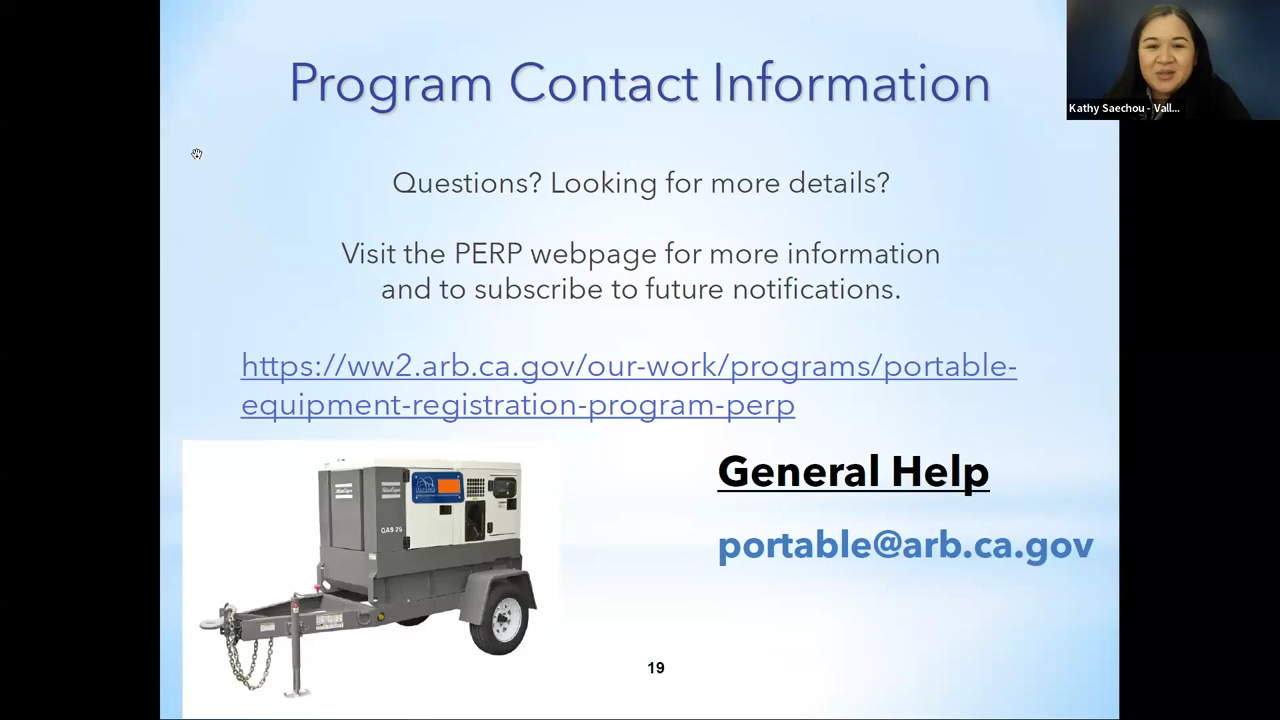 Program Contact Information
Kathy Saechou - Vall...
Questions? Looking for more details?
Visit the PERP webpage for more information
and to subscribe to future notifications.
https://ww2.arb.ca.gov/our-work/programs/portable-
equipment-registration-program-perp
General Help
portable@arb.ca.gov
QAS 25
19